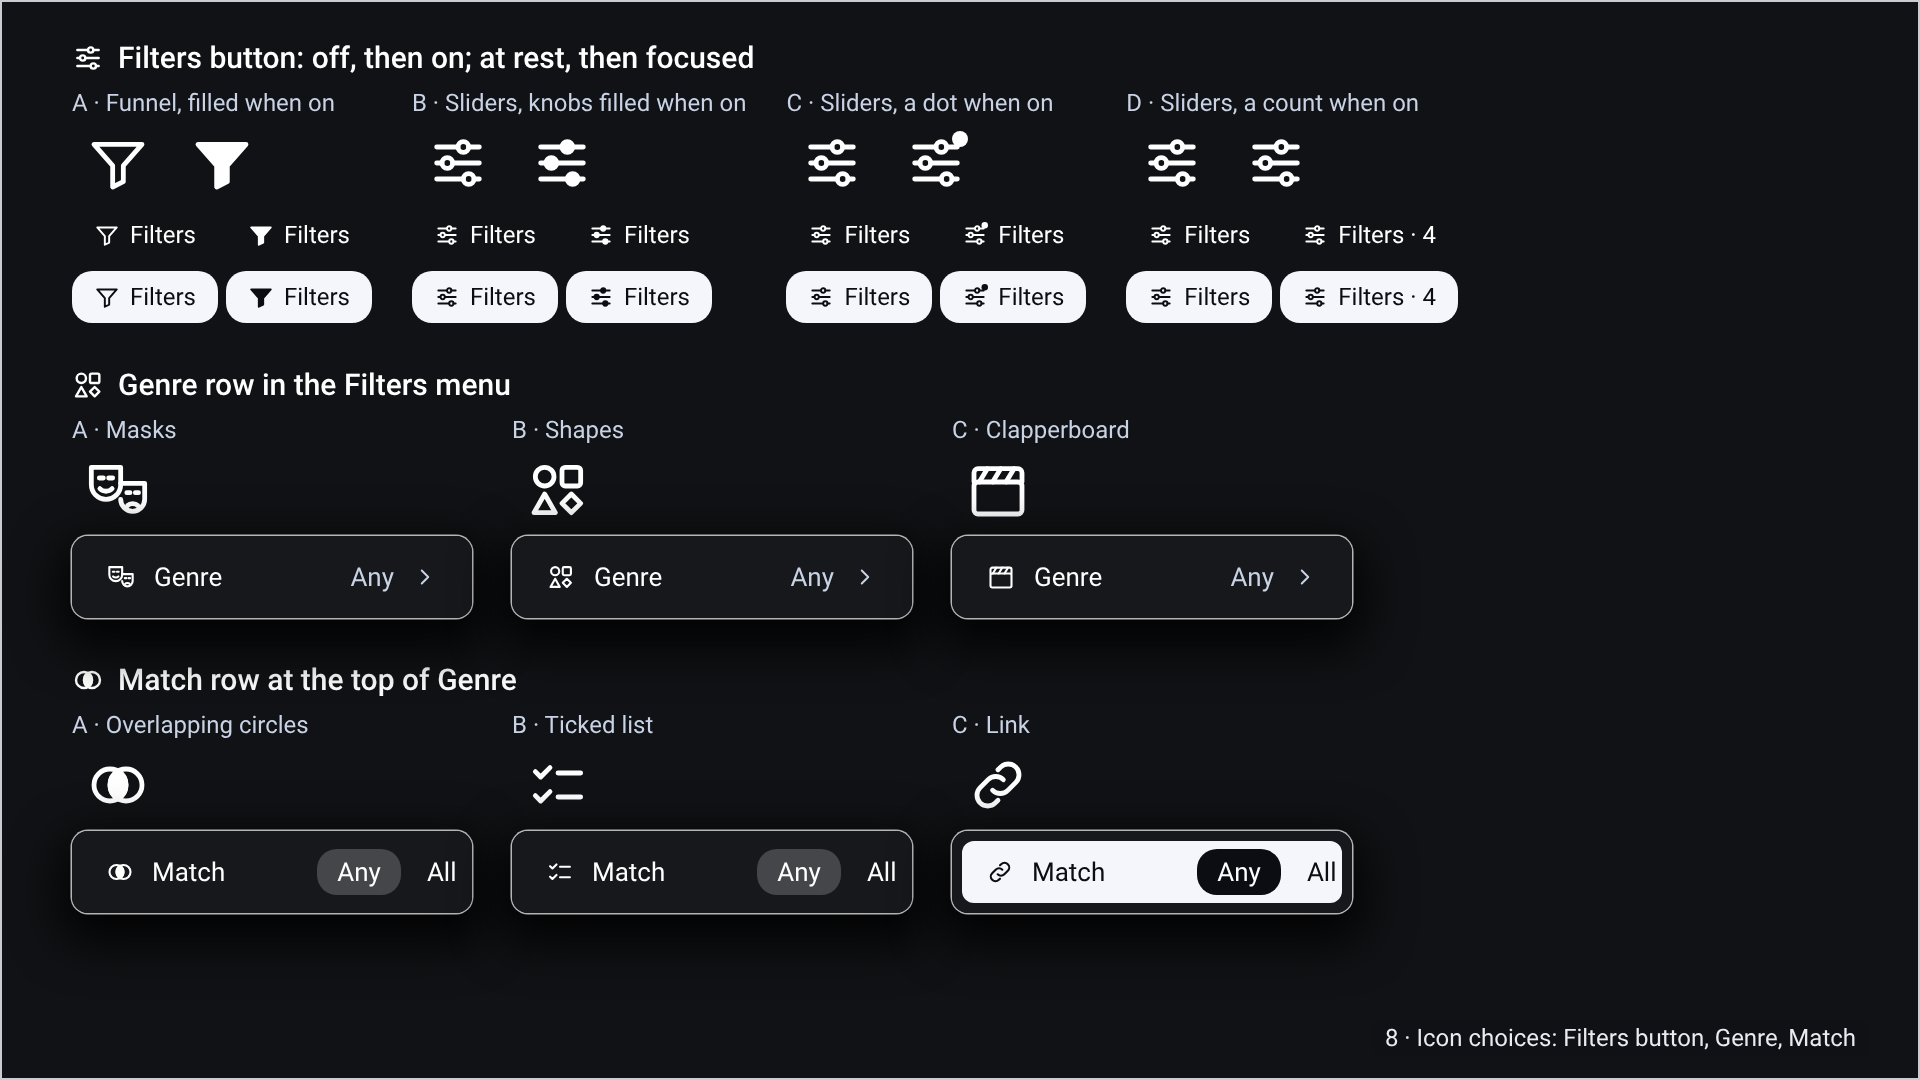 Filters button: off, then on; at rest, then focused
A · Funnel, filled when on
B · Sliders, knobs filled when on
C · Sliders, a dot when on
D · Sliders, a count when on
Filters Filters Filters Filters Filters Filters Filters Filters · 4
Filters Filters Filters Filters Filters Filters Filters Filters · 4
Genre row in the Filters menu
A · Masks
B · Shapes
C · Clapperboard
Genre Any
Genre Any
Genre Any
Match row at the top of Genre
A · Overlapping circles
B · Ticked list
C · Link
Match Any All
Match Any All
Match Any All
8 · Icon choices: Filters button, Genre, Match